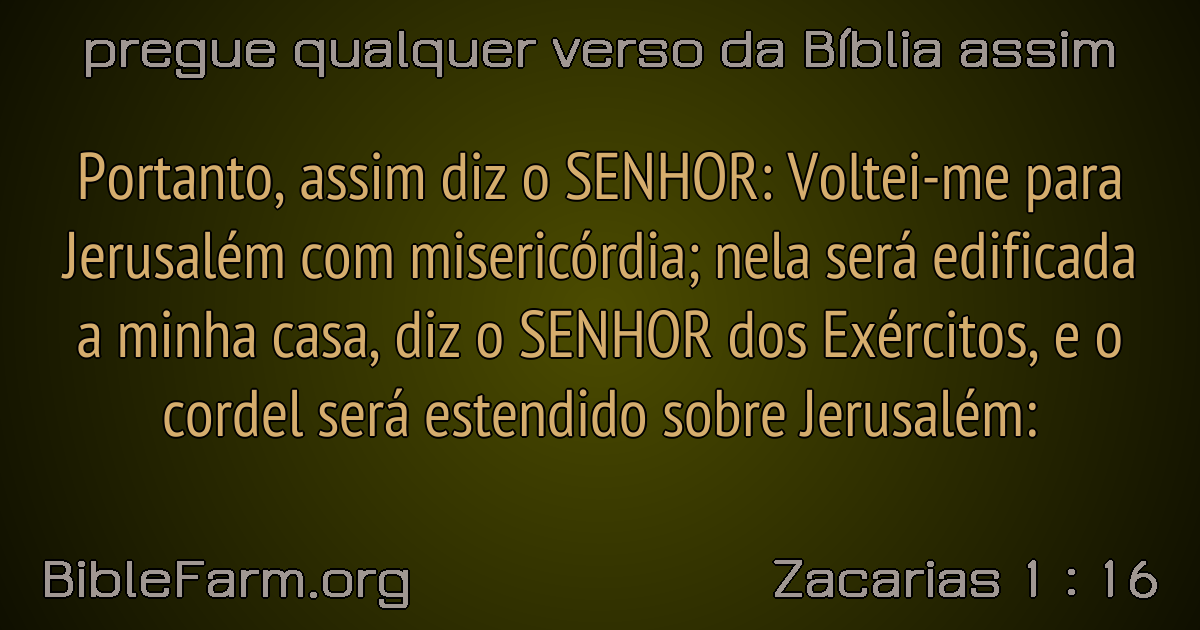 pregue qualquer verso da Bíblia assim
Portanto, assim diz o SENHOR: Voltei-me para
Jerusalém com misericórdia; nela será edificada
a minha casa, diz o SENHOR dos Exércitos, e o
cordel será estendido sobre Jerusalém:
BibleFarm.org
Zacarias 1 : 16